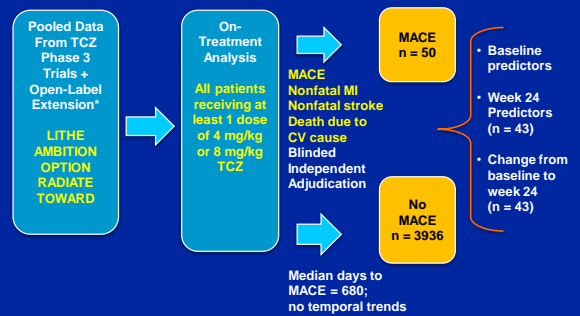 Pooled Data
From TCZ
Phase 3
Trials +
Open-Label
Extension*
LITHE
AMBITION
OPTION
RADIATE
TOWARD
On-
Treatment
Analysis
All patients
receiving at
least 1 dose
of 4 mg/kg
or 8 mg/kg
TCZ
MACE
Nonfatal MI
Nonfatal stroke
Death due to
CV cause
Blinded
Independent
Adjudication
MACE
n = 50
No
MACE
n = 3936
Median days to
MACE = 680;
no temporal trends
• Baseline
predictors
• Week 24
Predictors
(n = 43)
• Change from
baseline to
week 24
(n = 43)